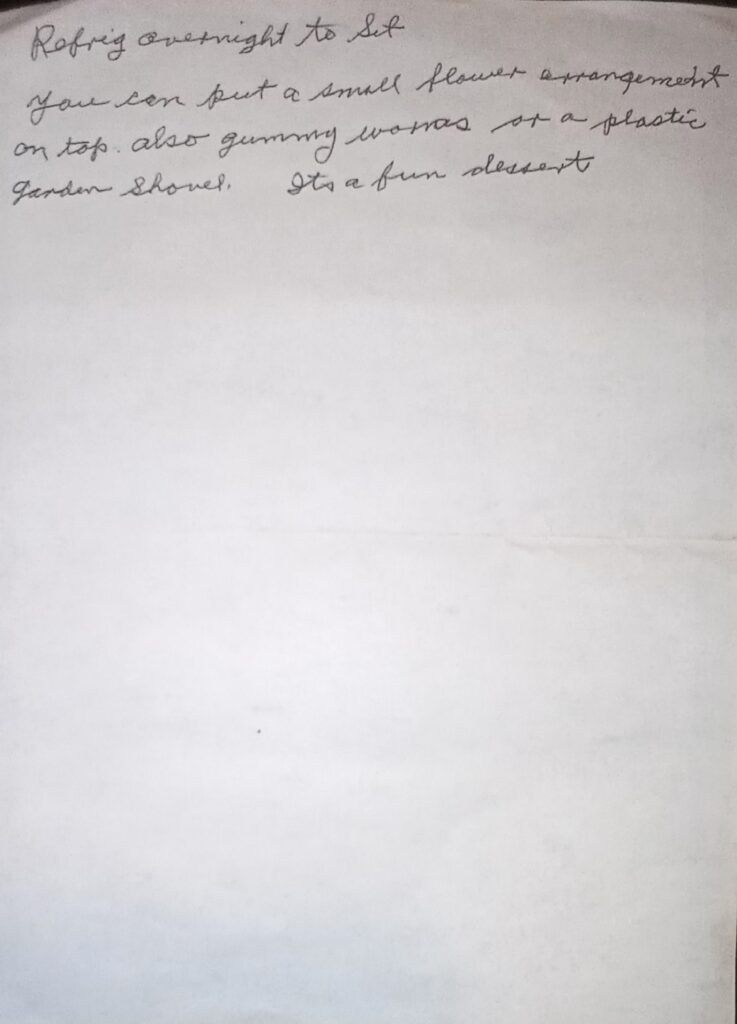 Refrig overnight to Set
You can put a small flower arrangement
on top. also gummy worms or a plastic
garden shovel. Its a fun dessert